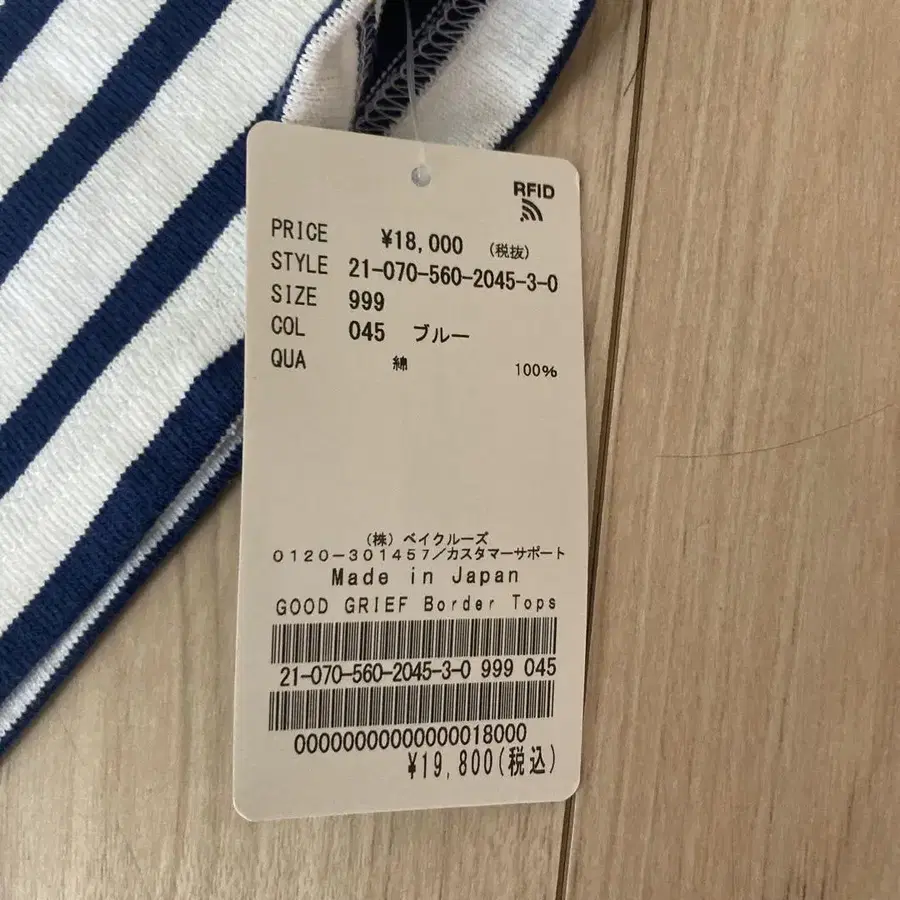 RFID
PRICE ¥18,000 (税抜)
STYLE 21-070-560-2045-3-0
SIZE 999
COL 045 ブルー
QUA 綿 100%
(株) ベイクルーズ
0120-301457/カスタマーサポート
Made in Japan
GOOD GRIEF Border Tops
21-070-560-2045-3-0 999 045
00000000000000018000
¥19,800(税込)